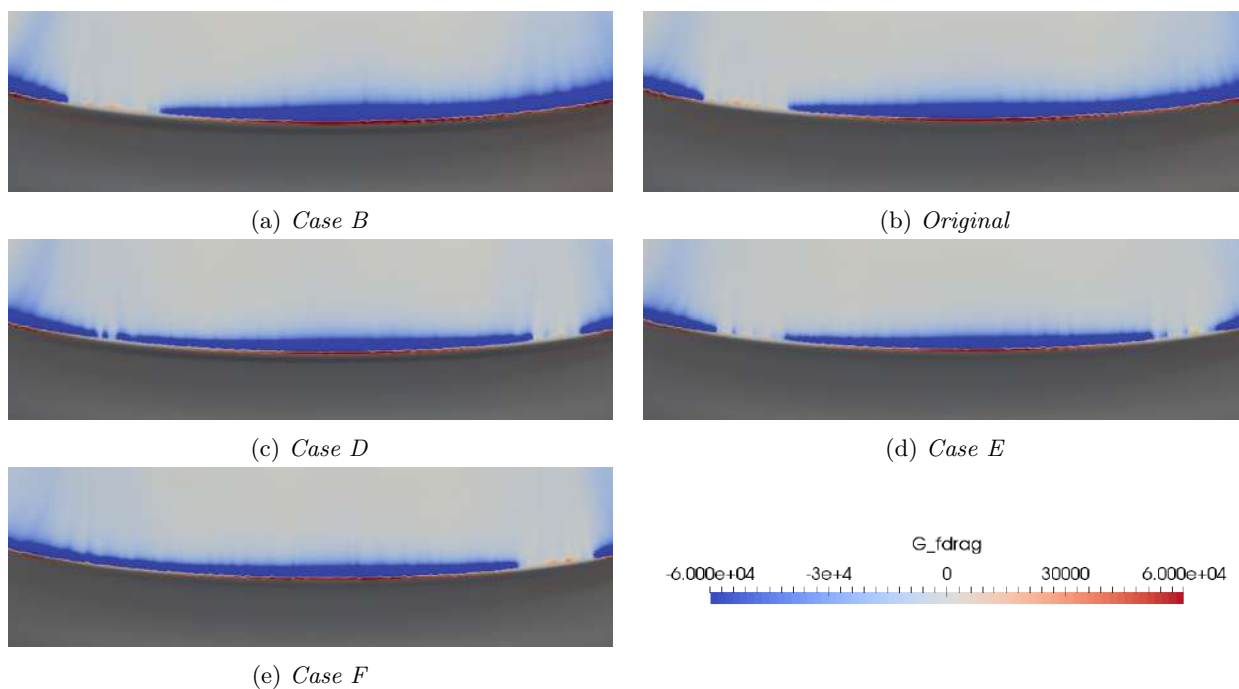 (a) Case B
(b) Original
(c) Case D
(d) Case E
G_fdrag
-6.000e+04 -3e+4 0 30000 6.000e+04
(e) Case F